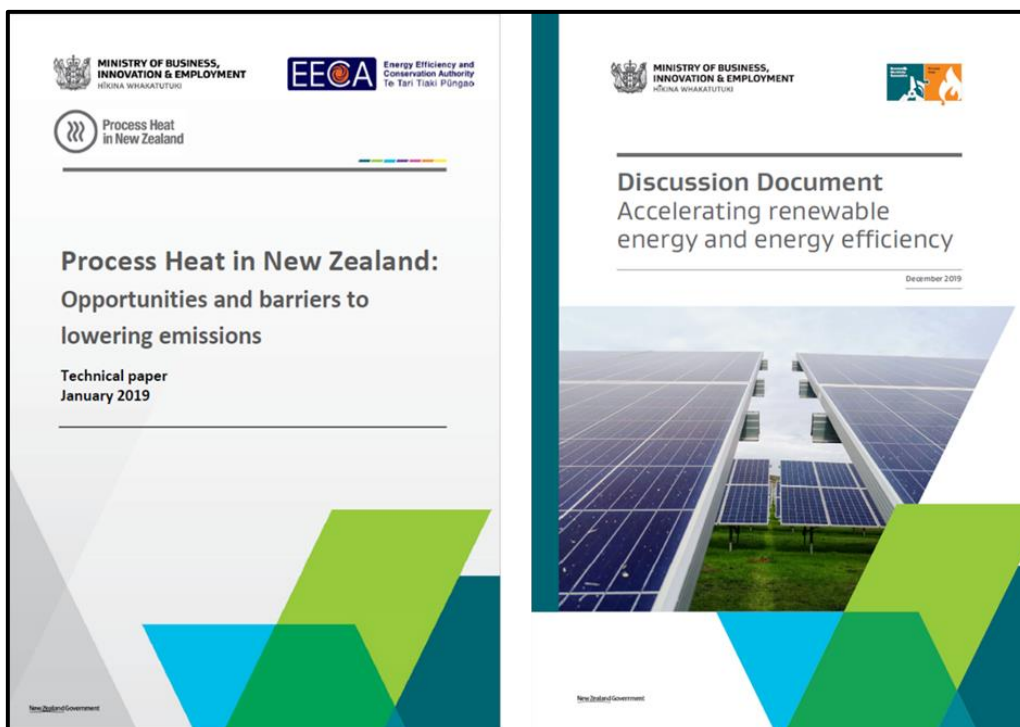 MINISTRY OF BUSINESS,
INNOVATION & EMPLOYMENT
HĪKINA WHAKATUTUKI
EECA
Energy Efficiency and
Conservation Authority
Te Tari Tiaki Pūngao
Process Heat
in New Zealand
Process Heat in New Zealand:
Opportunities and barriers to
lowering emissions
Technical paper
January 2019
New Zealand Government
MINISTRY OF BUSINESS,
INNOVATION & EMPLOYMENT
HĪKINA WHAKATUTUKI
Discussion Document
Accelerating renewable
energy and energy efficiency
December 2019
New Zealand Government